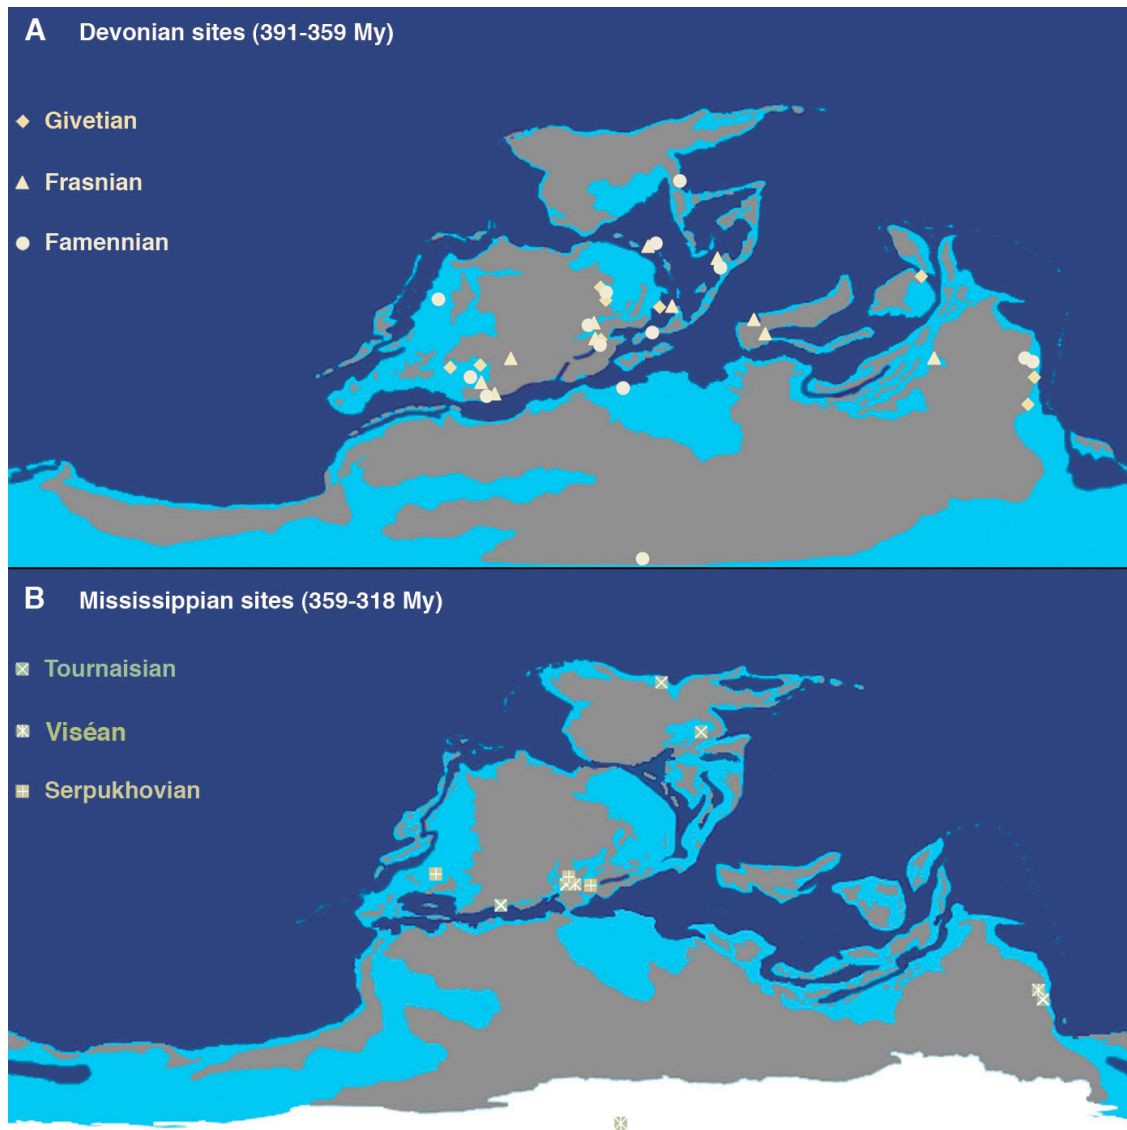 A Devonian sites (391-359 My)
Givetian
Frasnian
Famennian
B Mississippian sites (359-318 My)
Tournaisian
Viséan
Serpukhovian